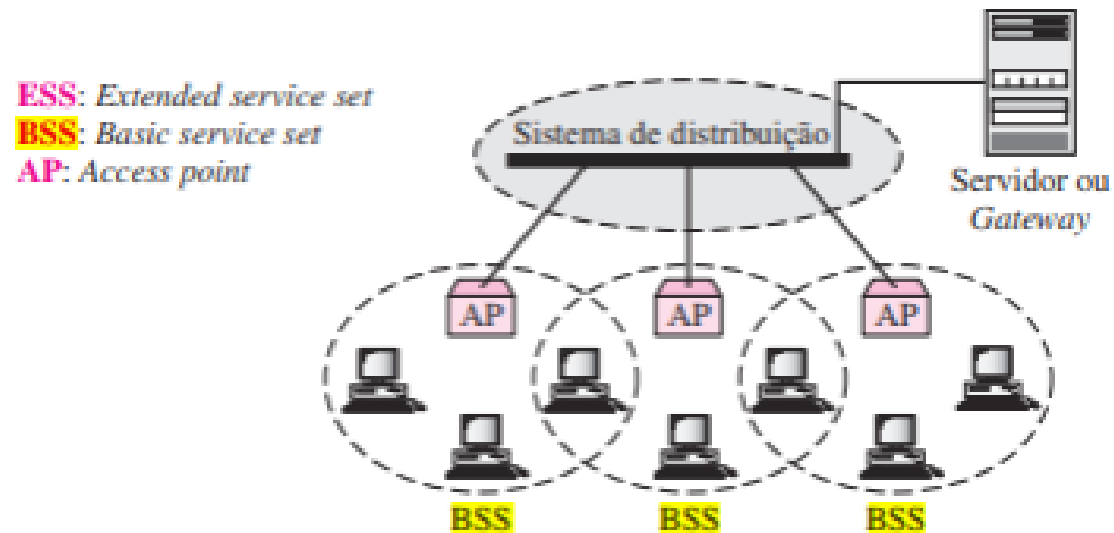 ESS: Extended service set
BSS: Basic service set
AP: Access point
Sistema de distribuição
Servidor ou
Gateway
AP
AP
AP
BSS
BSS
BSS